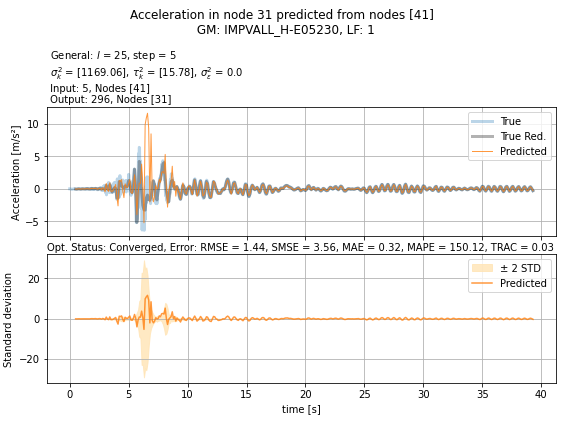 Acceleration in node 31 predicted from nodes [41]
GM: IMPVALL_H-E05230, LF: 1
General: l = 25, step = 5
σ²ₖ = [1169.06], τ²ₖ = [15.78], σ²ε = 0.0
Input: 5, Nodes [41]
Output: 296, Nodes [31]
Acceleration [m/s²]
10
5
0
−5
True
True Red.
Predicted
Opt. Status: Converged, Error: RMSE = 1.44, SMSE = 3.56, MAE = 0.32, MAPE = 150.12, TRAC = 0.03
Standard deviation
20
0
−20
± 2 STD
Predicted
0 5 10 15 20 25 30 35 40
time [s]